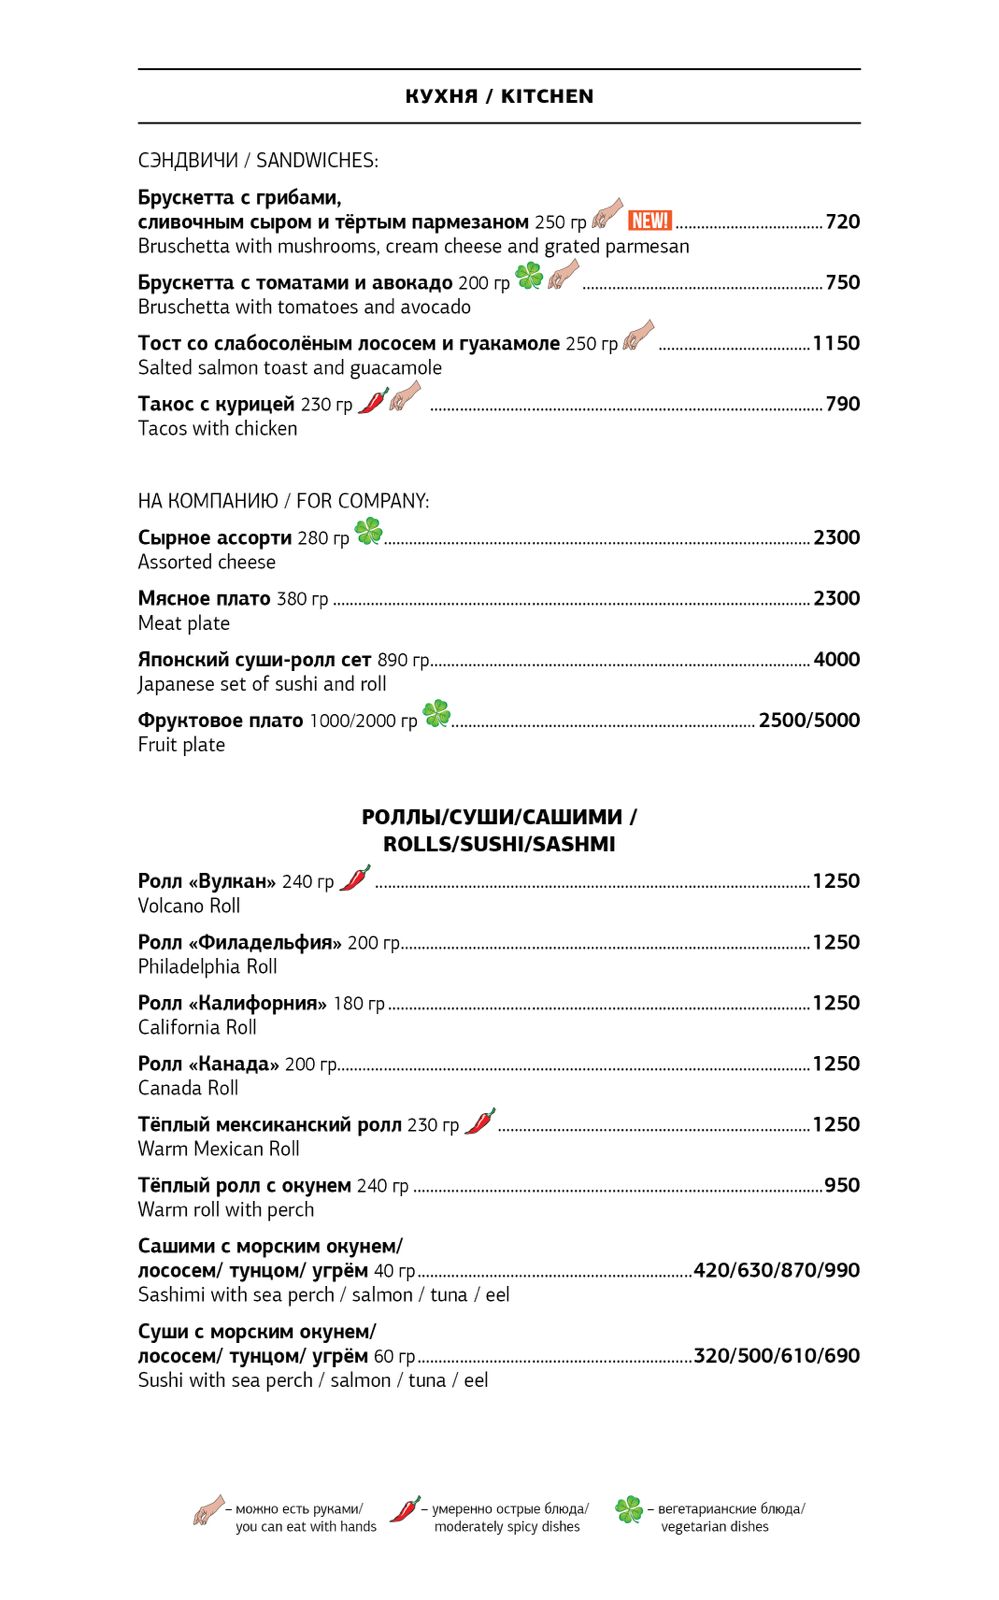 КУХНЯ / KITCHEN
СЭНДВИЧИ / SANDWICHES:
Брускетта с грибами,
сливочным сыром и тёртым пармезаном 250 гр NEW! 720
Bruschetta with mushrooms, cream cheese and grated parmesan
Брускетта с томатами и авокадо 200 гр 750
Bruschetta with tomatoes and avocado
Тост со слабосолёным лососем и гуакамоле 250 гр 1150
Salted salmon toast and guacamole
Такос с курицей 230 гр 790
Tacos with chicken
НА КОМПАНИЮ / FOR COMPANY:
Сырное ассорти 280 гр 2300
Assorted cheese
Мясное плато 380 гр 2300
Meat plate
Японский суши-ролл сет 890 гр 4000
Japanese set of sushi and roll
Фруктовое плато 1000/2000 гр 2500/5000
Fruit plate
РОЛЛЫ/СУШИ/САШИМИ /
ROLLS/SUSHI/SASHMI
Ролл «Вулкан» 240 гр 1250
Volcano Roll
Ролл «Филадельфия» 200 гр 1250
Philadelphia Roll
Ролл «Калифорния» 180 гр 1250
California Roll
Ролл «Канада» 200 гр 1250
Canada Roll
Тёплый мексиканский ролл 230 гр 1250
Warm Mexican Roll
Тёплый ролл с окунем 240 гр 950
Warm roll with perch
Сашими с морским окунем/
лососем/ тунцом/ угрём 40 гр 420/630/870/990
Sashimi with sea perch / salmon / tuna / eel
Суши с морским окунем/
лососем/ тунцом/ угрём 60 гр 320/500/610/690
Sushi with sea perch / salmon / tuna / eel
– можно есть руками/ – умеренно острые блюда/ – вегетарианские блюда/
you can eat with hands moderately spicy dishes vegetarian dishes